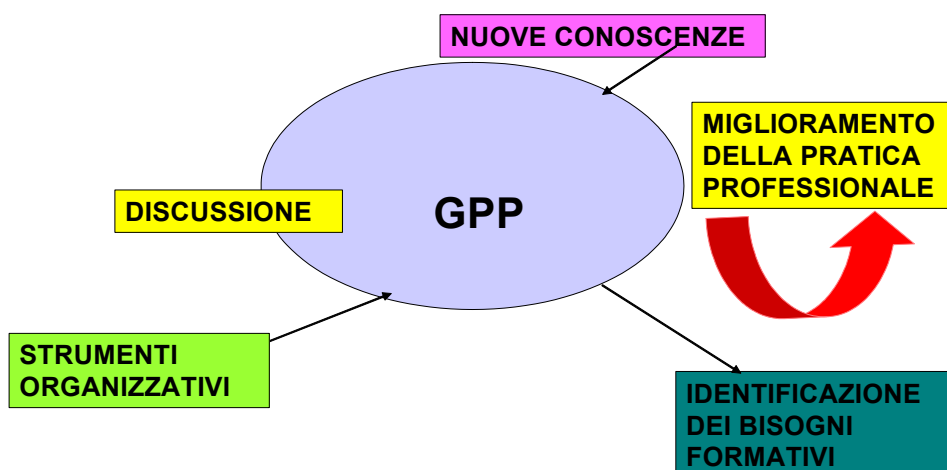 NUOVE CONOSCENZE
MIGLIORAMENTO
DELLA PRATICA
PROFESSIONALE
DISCUSSIONE
GPP
STRUMENTI
ORGANIZZATIVI
IDENTIFICAZIONE
DEI BISOGNI
FORMATIVI